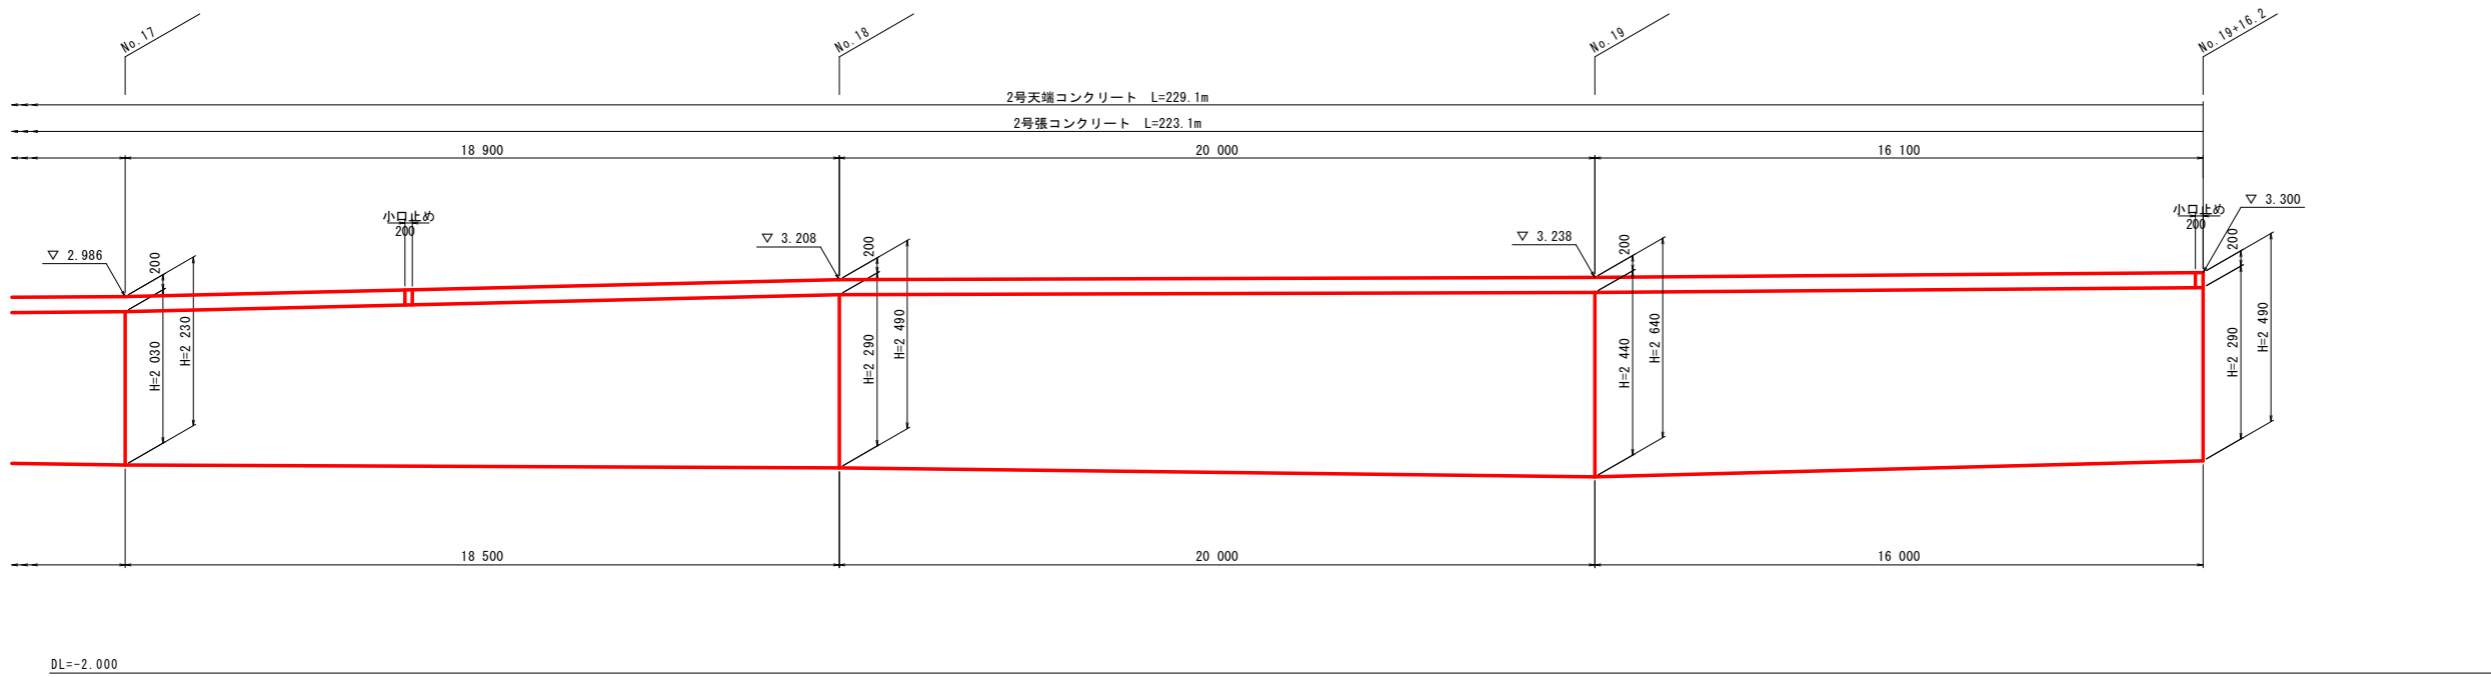 No.17
No.18
No.19
No.19+16.2
2号天端コンクリート L=229.1m
2号張コンクリート L=223.1m
18 900
20 000
16 100
小口止め
200
小口止め
200
▽ 2.986
▽ 3.208
▽ 3.238
▽ 3.300
200
H=2 030
H=2 230
200
H=2 290
H=2 490
200
H=2 440
H=2 640
200
H=2 290
H=2 490
18 500
20 000
16 000
DL=-2.000